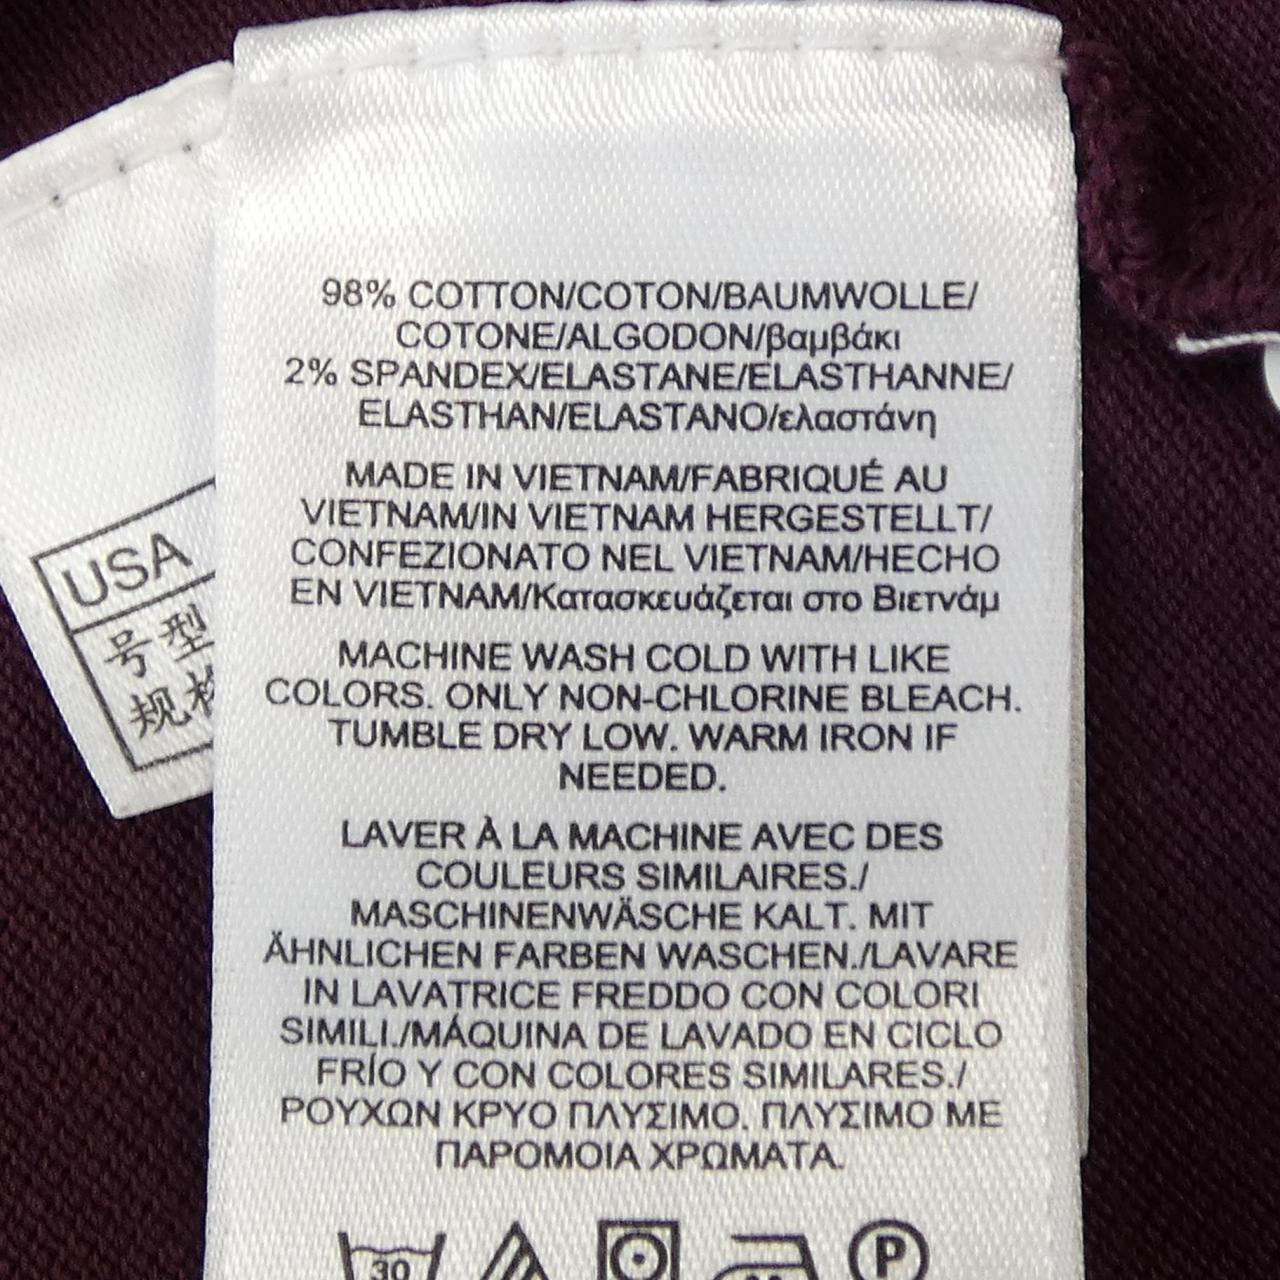 98% COTTON/COTON/BAUMWOLLE/
COTONE/ALGODON/βαμβάκι
2% SPANDEX/ELASTANE/ELASTHANNE/
ELASTHAN/ELASTANO/ελαστάνη
MADE IN VIETNAM/FABRIQUÉ AU
VIETNAM/IN VIETNAM HERGESTELLT/
CONFEZIONATO NEL VIETNAM/HECHO
EN VIETNAM/Κατασκευάζεται στο Βιετνάμ
MACHINE WASH COLD WITH LIKE
COLORS. ONLY NON-CHLORINE BLEACH.
TUMBLE DRY LOW. WARM IRON IF
NEEDED.
LAVER À LA MACHINE AVEC DES
COULEURS SIMILAIRES./
MASCHINENWÄSCHE KALT. MIT
ÄHNLICHEN FARBEN WASCHEN./LAVARE
IN LAVATRICE FREDDO CON COLORI
SIMILI./MÁQUINA DE LAVADO EN CICLO
FRÍO Y CON COLORES SIMILARES./
ΡΟΥΧΩΝ ΚΡΥΟ ΠΛΥΣΙΜΟ. ΠΛΥΣΙΜΟ ΜΕ
ΠΑΡΟΜΟΙΑ ΧΡΩΜΑΤΑ.
30
P
USA
号型
规格